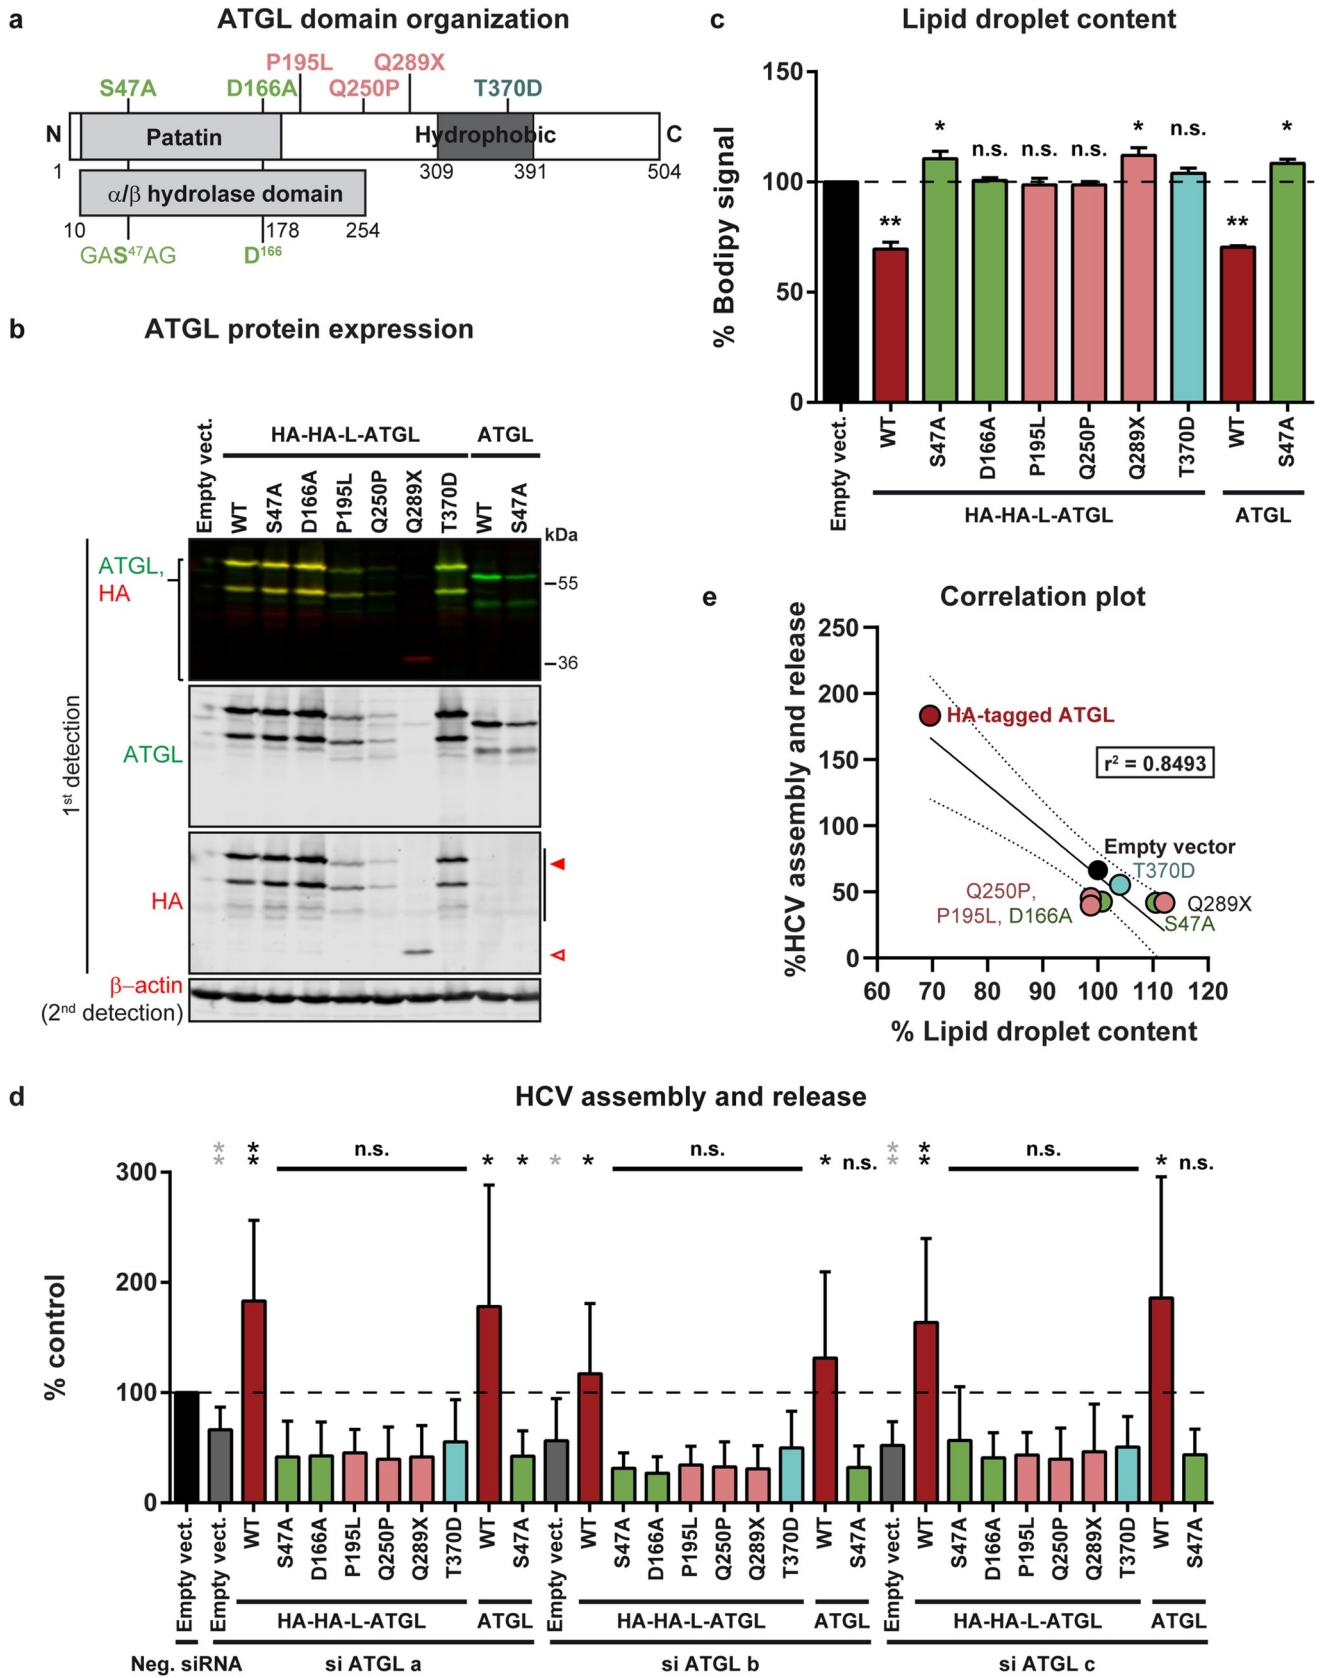 a
ATGL domain organization
P195L
Q289X
S47A
D166A
Q250P
T370D
N
Patatin
Hydrophobic
C
1
309
391
504
α/β hydrolase domain
10
178
254
GAS⁴⁷AG
D¹⁶⁶
b
ATGL protein expression
Empty vect.
HA-HA-L-ATGL
ATGL
WT
S47A
D166A
P195L
Q250P
Q289X
T370D
WT
S47A
kDa
ATGL,
HA
55
36
1st detection
ATGL
HA
β–actin
(2nd detection)
c
Lipid droplet content
% Bodipy signal
150
100
50
0
**
*
n.s.
n.s.
n.s.
*
n.s.
**
*
Empty vect.
WT
S47A
D166A
P195L
Q250P
Q289X
T370D
WT
S47A
HA-HA-L-ATGL
ATGL
e
Correlation plot
%HCV assembly and release
250
200
150
100
50
0
HA-tagged ATGL
r² = 0.8493
Empty vector
T370D
Q250P,
P195L, D166A
Q289X
S47A
60 70 80 90 100 110 120
% Lipid droplet content
d
HCV assembly and release
% control
300
200
100
0
**
**
n.s.
*
*
*
*
n.s.
*
n.s.
**
**
n.s.
*
n.s.
Empty vect.
Empty vect.
WT
S47A
D166A
P195L
Q250P
Q289X
T370D
WT
S47A
Empty vect.
WT
S47A
D166A
P195L
Q250P
Q289X
T370D
WT
S47A
Empty vect.
WT
S47A
D166A
P195L
Q250P
Q289X
T370D
WT
S47A
HA-HA-L-ATGL
ATGL
HA-HA-L-ATGL
ATGL
HA-HA-L-ATGL
ATGL
Neg. siRNA
si ATGL a
si ATGL b
si ATGL c